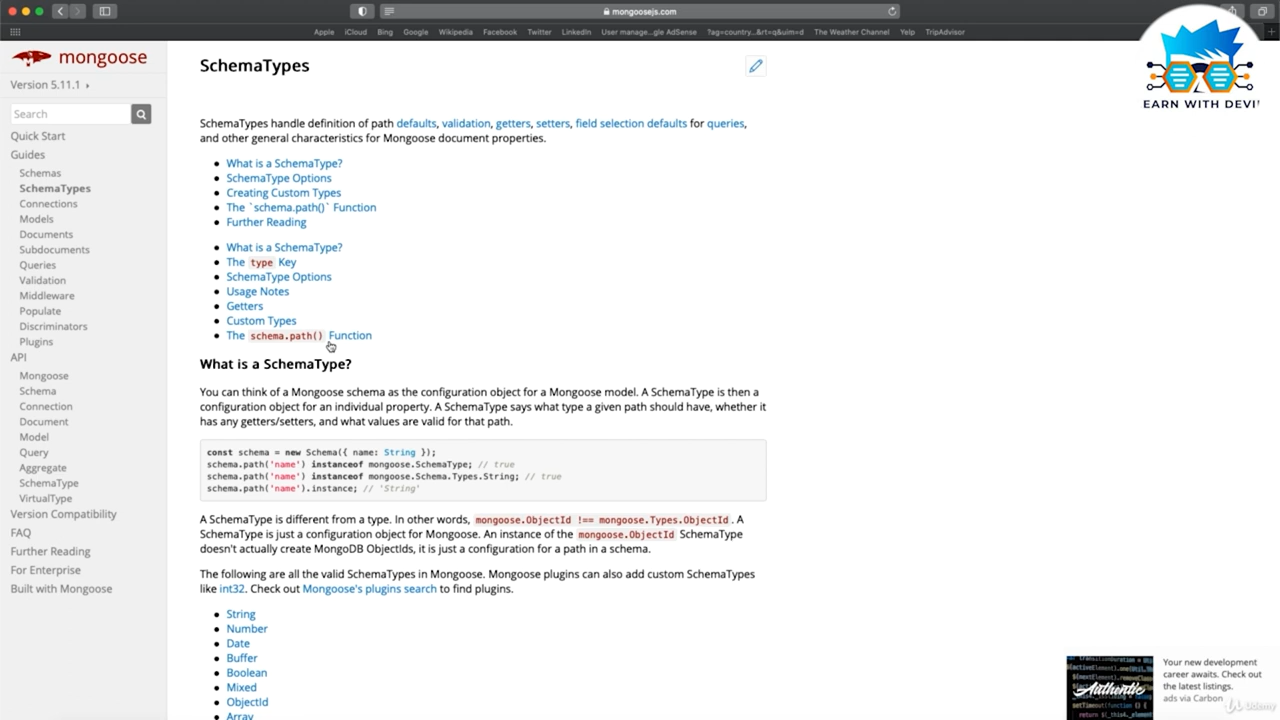 mongoosejs.com
Apple iCloud Bing Google Wikipedia Facebook Twitter LinkedIn User manage...gle AdSense ?tag=country...&rt=q&uim=d The Weather Channel Yelp TripAdvisor
EARN WITH DEVI
mongoose
Version 5.11.1
Search
Quick Start
Guides
Schemas
SchemaTypes
Connections
Models
Documents
Subdocuments
Queries
Validation
Middleware
Populate
Discriminators
Plugins
API
Mongoose
Schema
Connection
Document
Model
Query
Aggregate
SchemaType
VirtualType
Version Compatibility
FAQ
Further Reading
For Enterprise
Built with Mongoose
SchemaTypes
SchemaTypes handle definition of path defaults, validation, getters, setters, field selection defaults for queries,
and other general characteristics for Mongoose document properties.
What is a SchemaType?
SchemaType Options
Creating Custom Types
The `schema.path()` Function
Further Reading
What is a SchemaType?
The type Key
SchemaType Options
Usage Notes
Getters
Custom Types
The schema.path() Function
What is a SchemaType?
You can think of a Mongoose schema as the configuration object for a Mongoose model. A SchemaType is then a
configuration object for an individual property. A SchemaType says what type a given path should have, whether it
has any getters/setters, and what values are valid for that path.
const schema = new Schema({ name: String });
schema.path('name') instanceof mongoose.SchemaType; // true
schema.path('name') instanceof mongoose.Schema.Types.String; // true
schema.path('name').instance; // 'String'
A SchemaType is different from a type. In other words, mongoose.ObjectId !== mongoose.Types.ObjectId. A
SchemaType is just a configuration object for Mongoose. An instance of the mongoose.ObjectId SchemaType
doesn't actually create MongoDB ObjectIds, it is just a configuration for a path in a schema.
The following are all the valid SchemaTypes in Mongoose. Mongoose plugins can also add custom SchemaTypes
like int32. Check out Mongoose's plugins search to find plugins.
String
Number
Date
Buffer
Boolean
Mixed
ObjectId
Array
Authentic
Your new development
career awaits. Check out
the latest listings.
ads via Carbon
Udemy